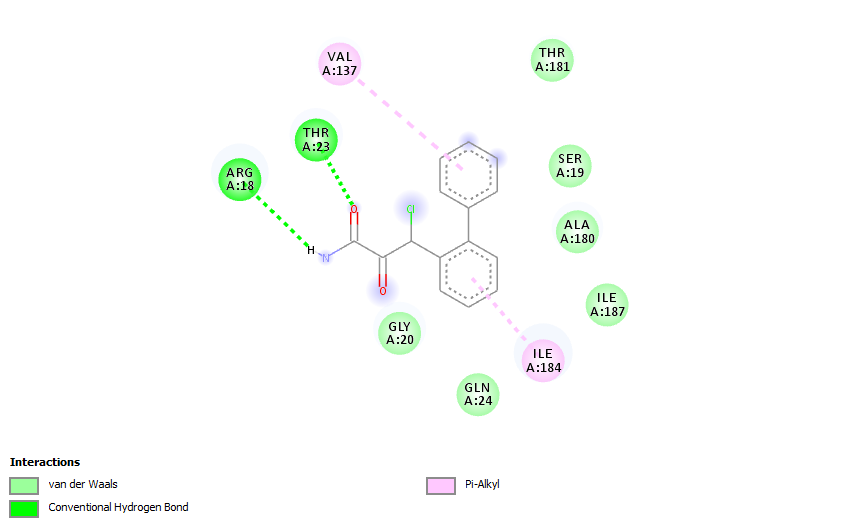 VAL
A:137
THR
A:181
THR
A:23
ARG
A:18
SER
A:19
Cl
O
ALA
A:180
H
N
O
ILE
A:187
GLY
A:20
ILE
A:184
GLN
A:24
Interactions
van der Waals
Conventional Hydrogen Bond
Pi-Alkyl